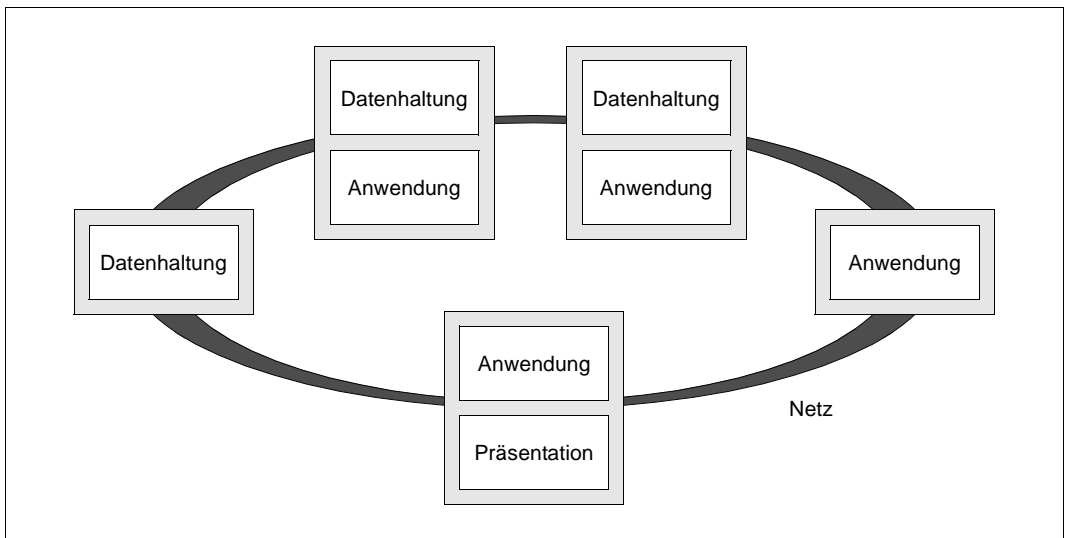 Datenhaltung
Anwendung
Datenhaltung
Anwendung
Datenhaltung
Anwendung
Anwendung
Präsentation
Netz